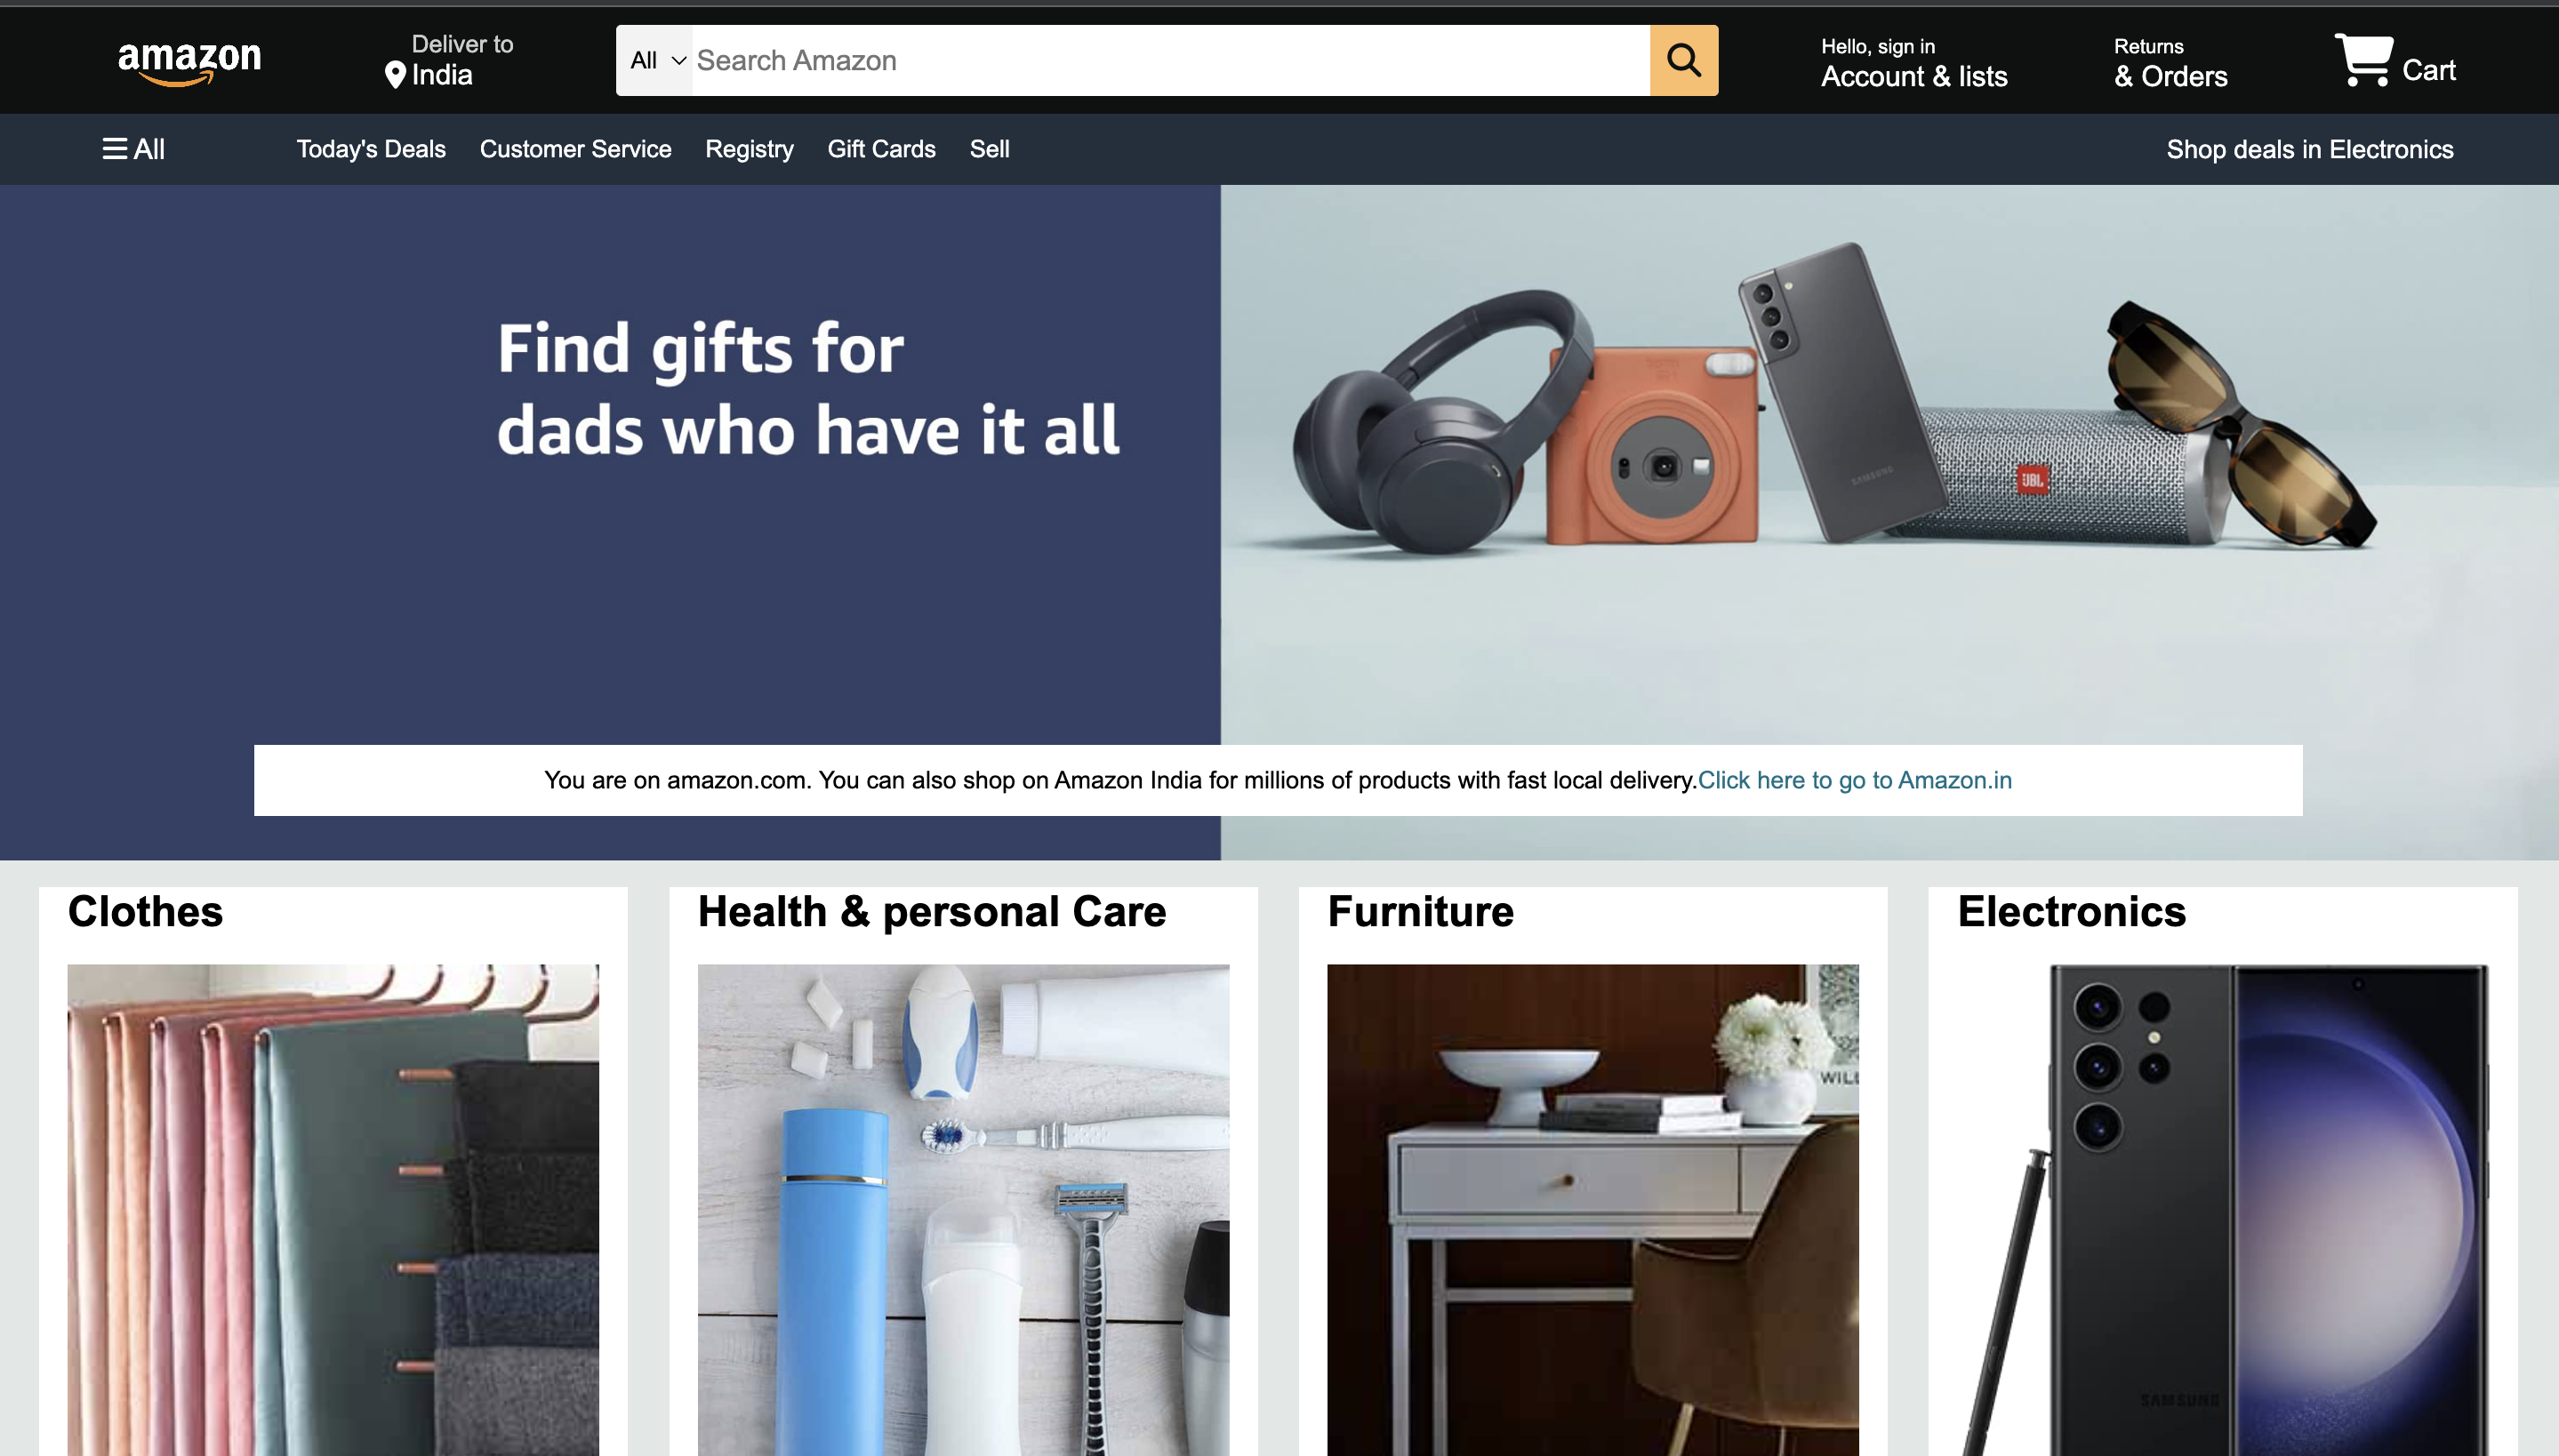 amazon
Deliver to
India
All
Search Amazon
Hello, sign in
Account & lists
Returns
& Orders
Cart
All
Today's Deals
Customer Service
Registry
Gift Cards
Sell
Shop deals in Electronics
Find gifts for
dads who have it all
SAMSUNG
JBL
You are on amazon.com. You can also shop on Amazon India for millions of products with fast local delivery.Click here to go to Amazon.in
Clothes
Health & personal Care
Furniture
Electronics
WIL
SAMSUNG